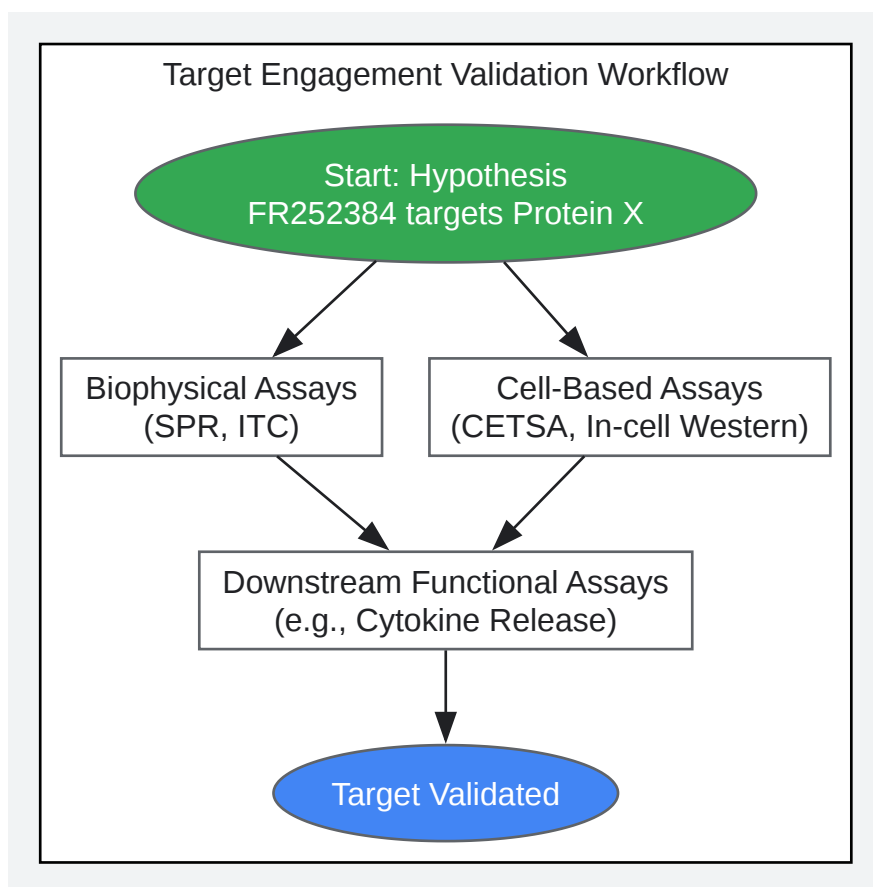 Target Engagement Validation Workflow
Start: Hypothesis
FR252384 targets Protein X
Biophysical Assays
(SPR, ITC)
Cell-Based Assays
(CETSA, In-cell Western)
Downstream Functional Assays
(e.g., Cytokine Release)
Target Validated